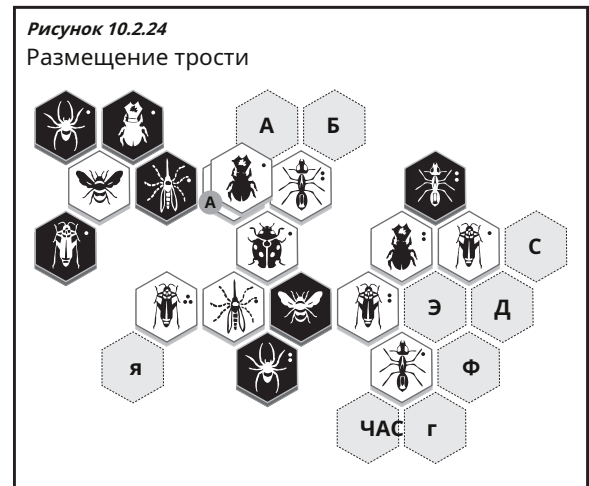 Рисунок 10.2.24
Размещение трости
А Б
А
С
Э Д
я Ф
ЧАС г